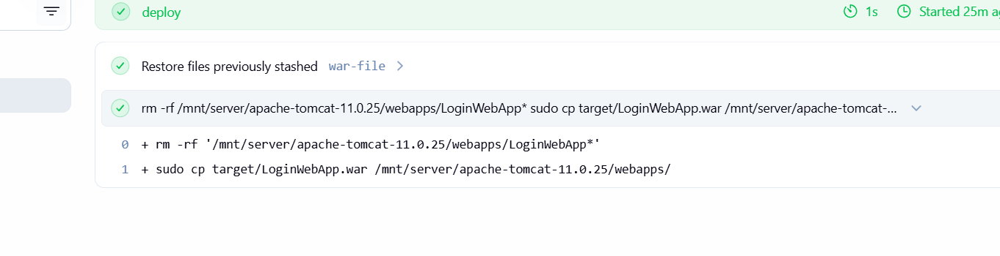 deploy 1s Started 25m
Restore files previously stashed war-file
rm -rf /mnt/server/apache-tomcat-11.0.25/webapps/LoginWebApp* sudo cp target/LoginWebApp.war /mnt/server/apache-tomcat-...
0 + rm -rf '/mnt/server/apache-tomcat-11.0.25/webapps/LoginWebApp*'
1 + sudo cp target/LoginWebApp.war /mnt/server/apache-tomcat-11.0.25/webapps/